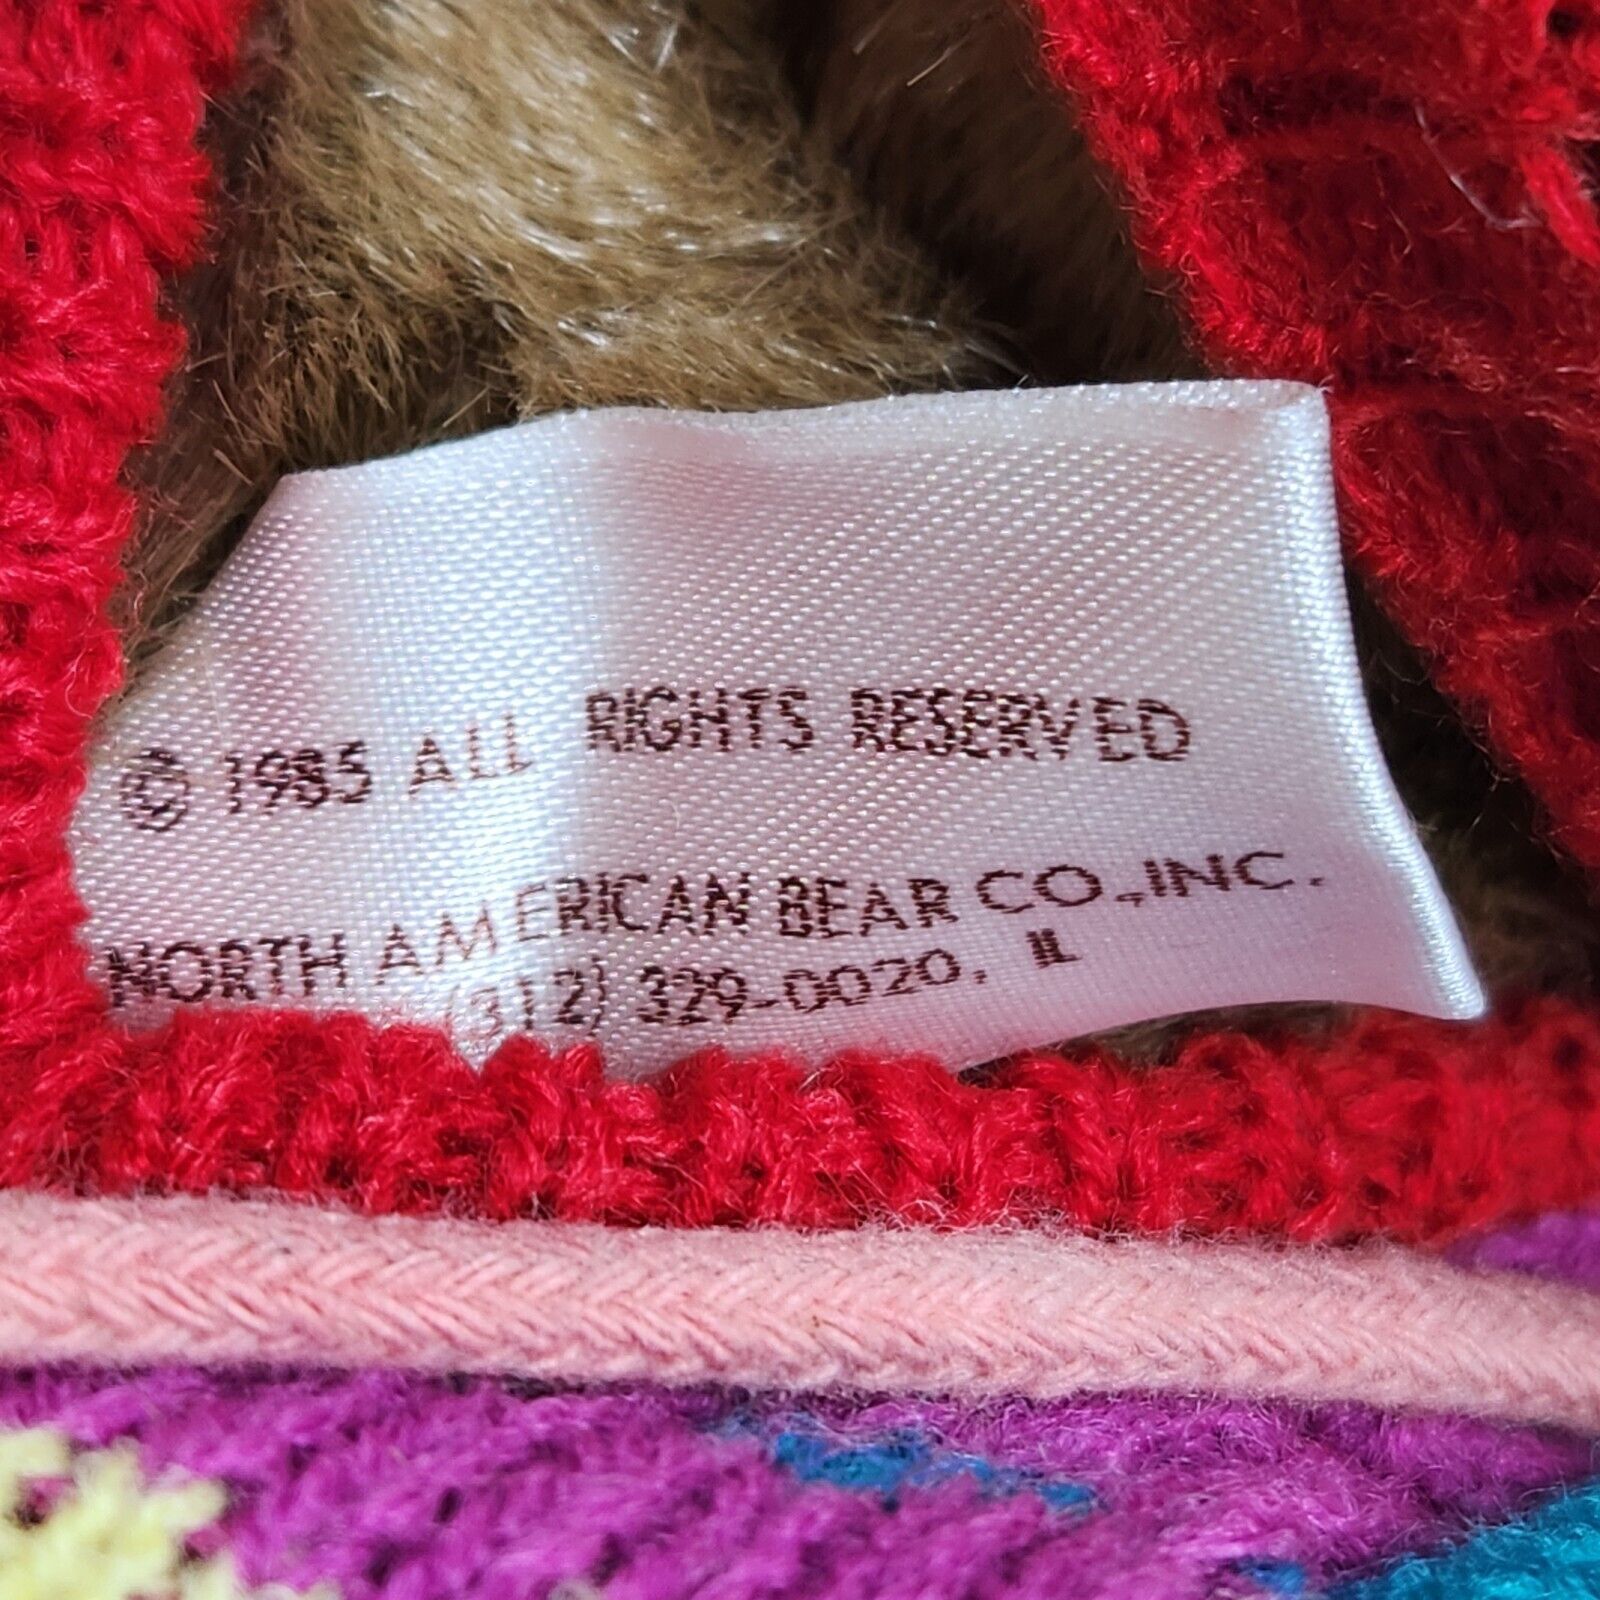 © 1985 ALL RIGHTS RESERVED
NORTH AMERICAN BEAR CO., INC.
(312) 329-0020, IL